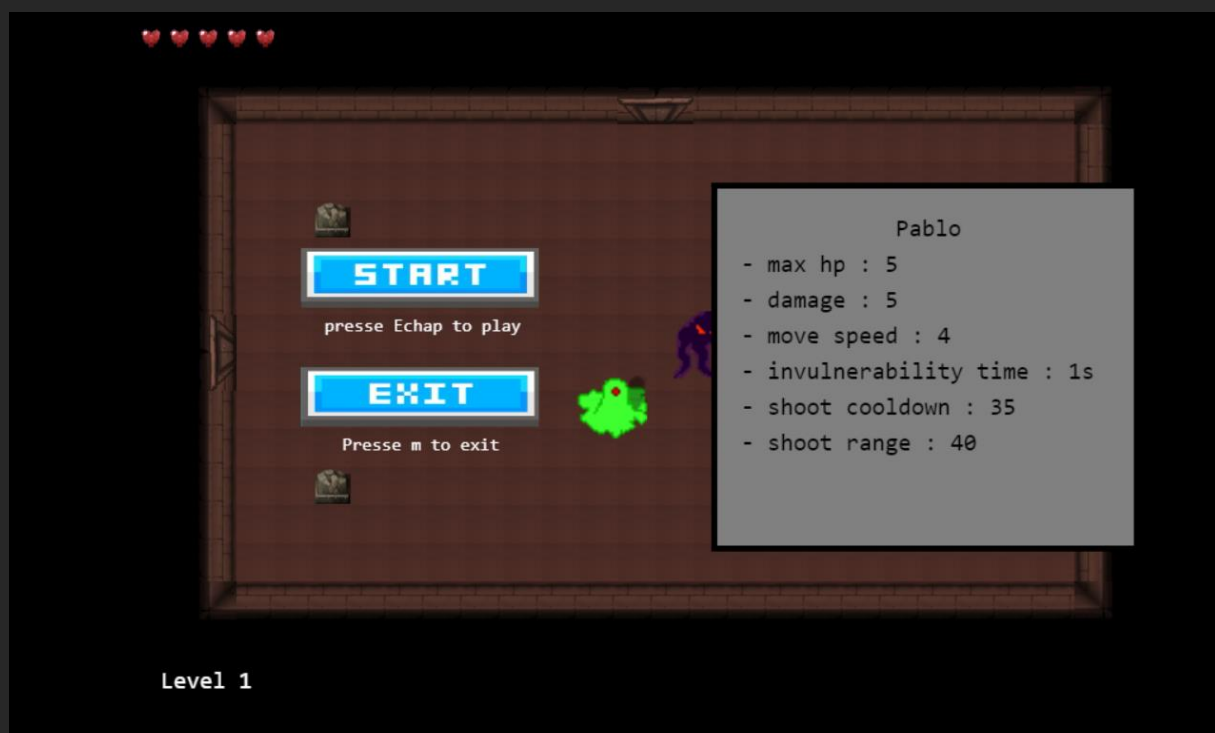 START
presse Echap to play
EXIT
Presse m to exit
Pablo
- max hp : 5
- damage : 5
- move speed : 4
- invulnerability time : 1s
- shoot cooldown : 35
- shoot range : 40
Level 1